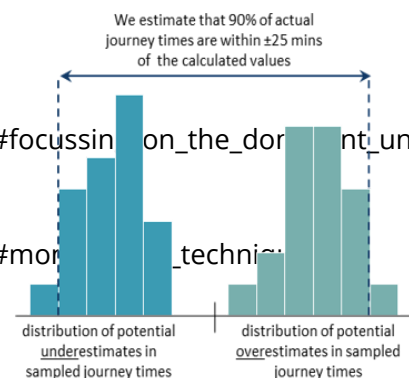 We estimate that 90% of actual
journey times are within ±25 mins
of the calculated values
#focussin on_the_do nt_un
#mor _techniq
distribution of potential
underestimates in
sampled journey times
distribution of potential
overestimates in sampled
journey times